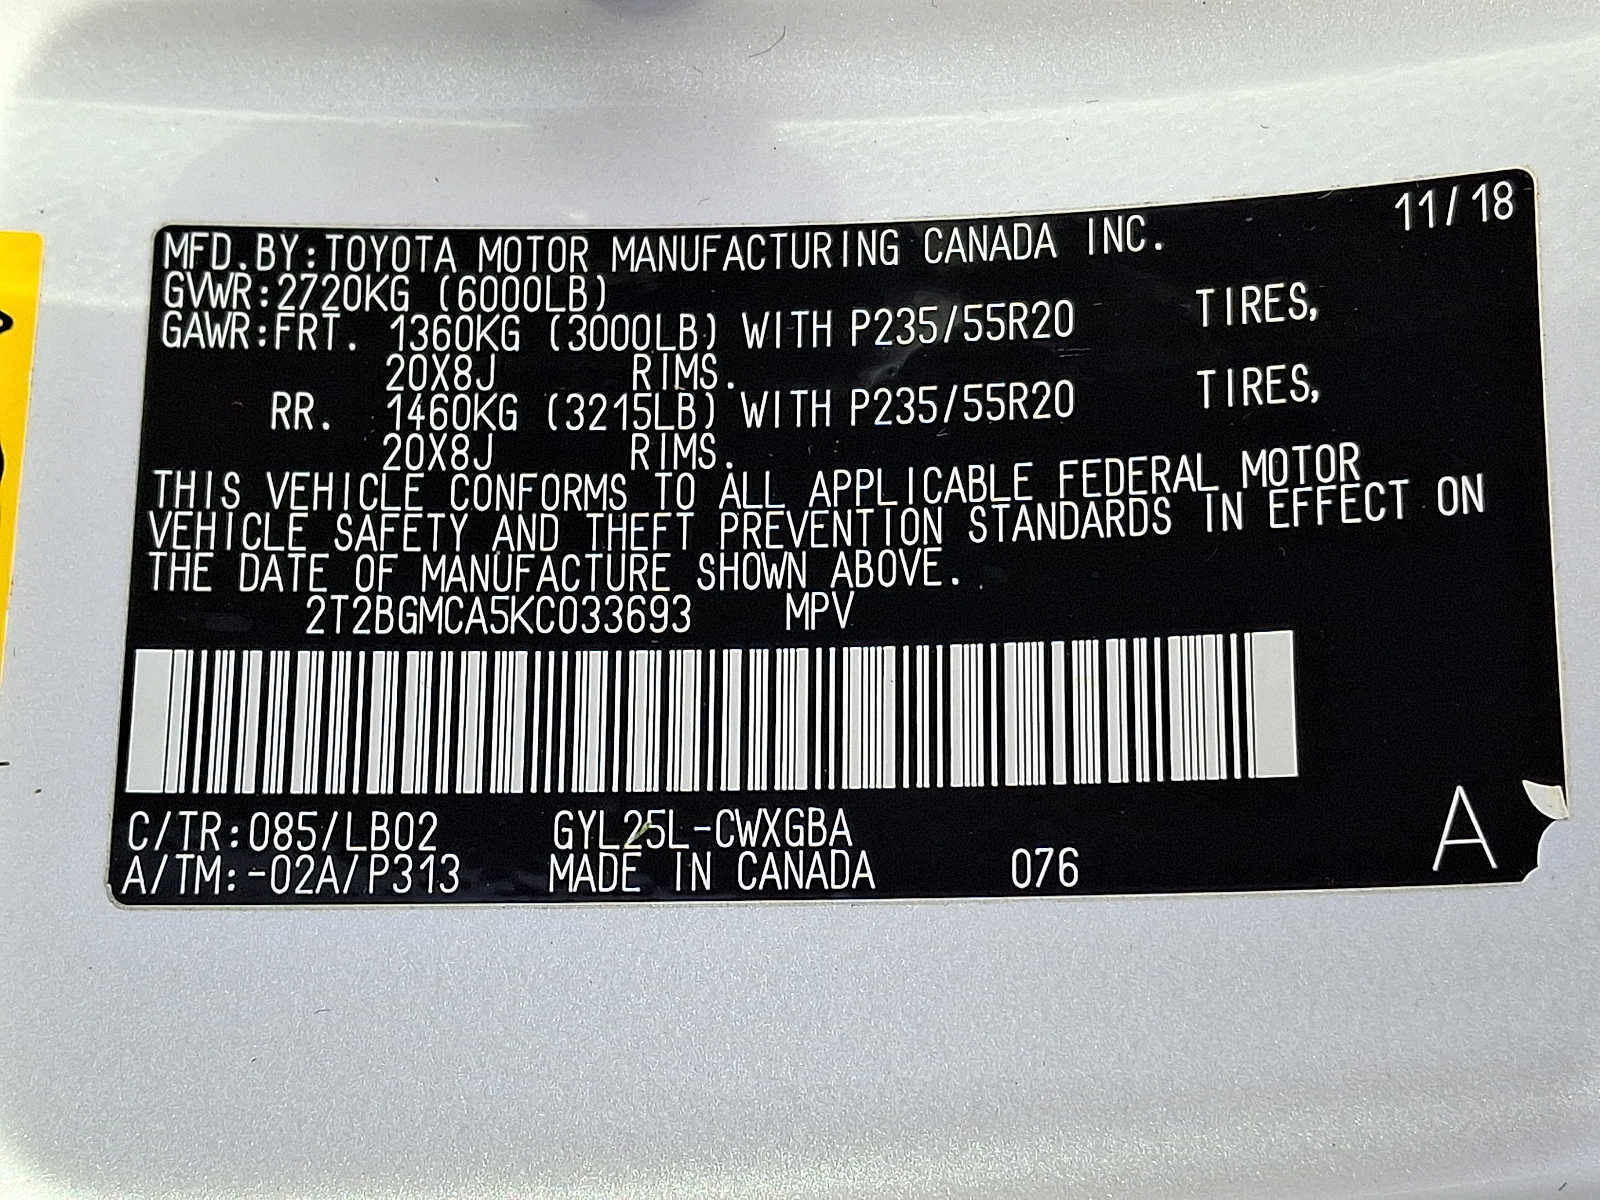 11/18
MFD.BY:TOYOTA MOTOR MANUFACTURING CANADA INC.
GVWR:2720KG (6000LB)
GAWR:FRT. 1360KG (3000LB) WITH P235/55R20 TIRES,
20X8J RIMS.
RR. 1460KG (3215LB) WITH P235/55R20 TIRES,
20X8J RIMS.
THIS VEHICLE CONFORMS TO ALL APPLICABLE FEDERAL MOTOR
VEHICLE SAFETY AND THEFT PREVENTION STANDARDS IN EFFECT ON
THE DATE OF MANUFACTURE SHOWN ABOVE.
2T2BGMCA5KC033693 MPV
C/TR:085/LB02 GYL25L-CWXGBA
A/TM:-02A/P313 MADE IN CANADA 076
A